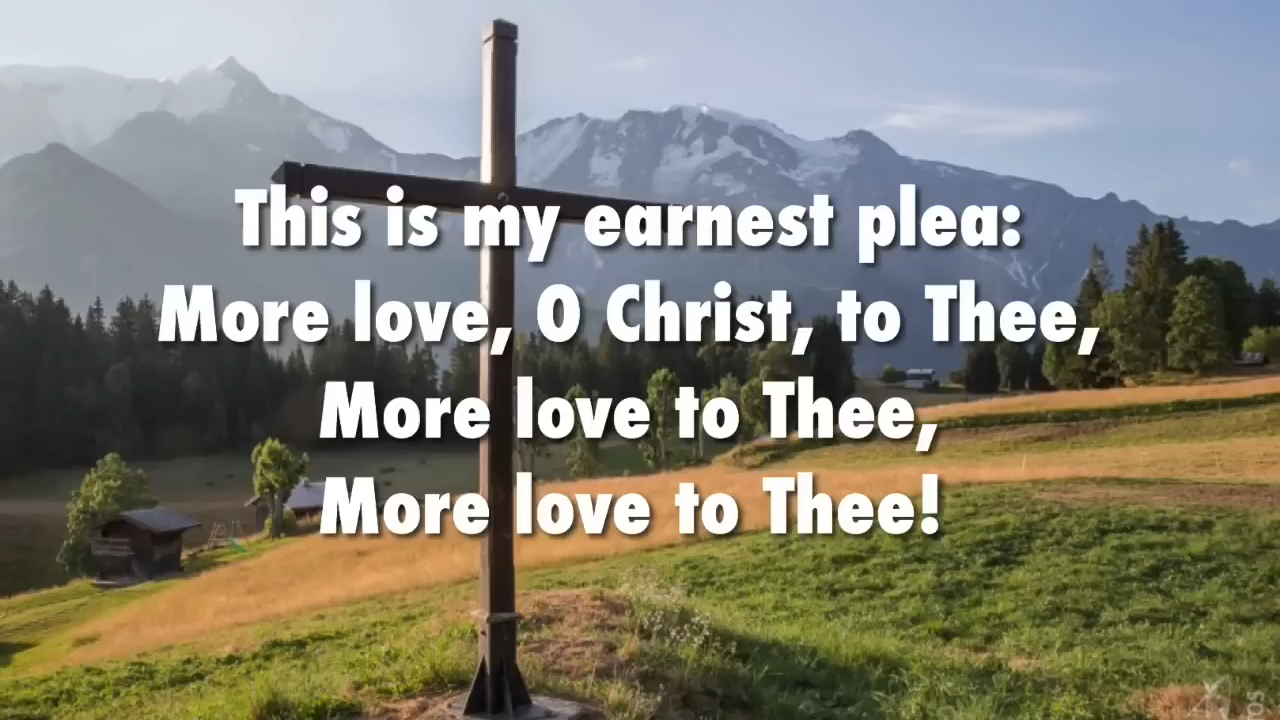 This is my earnest plea:
More love, O Christ, to Thee,
More love to Thee,
More love to Thee!